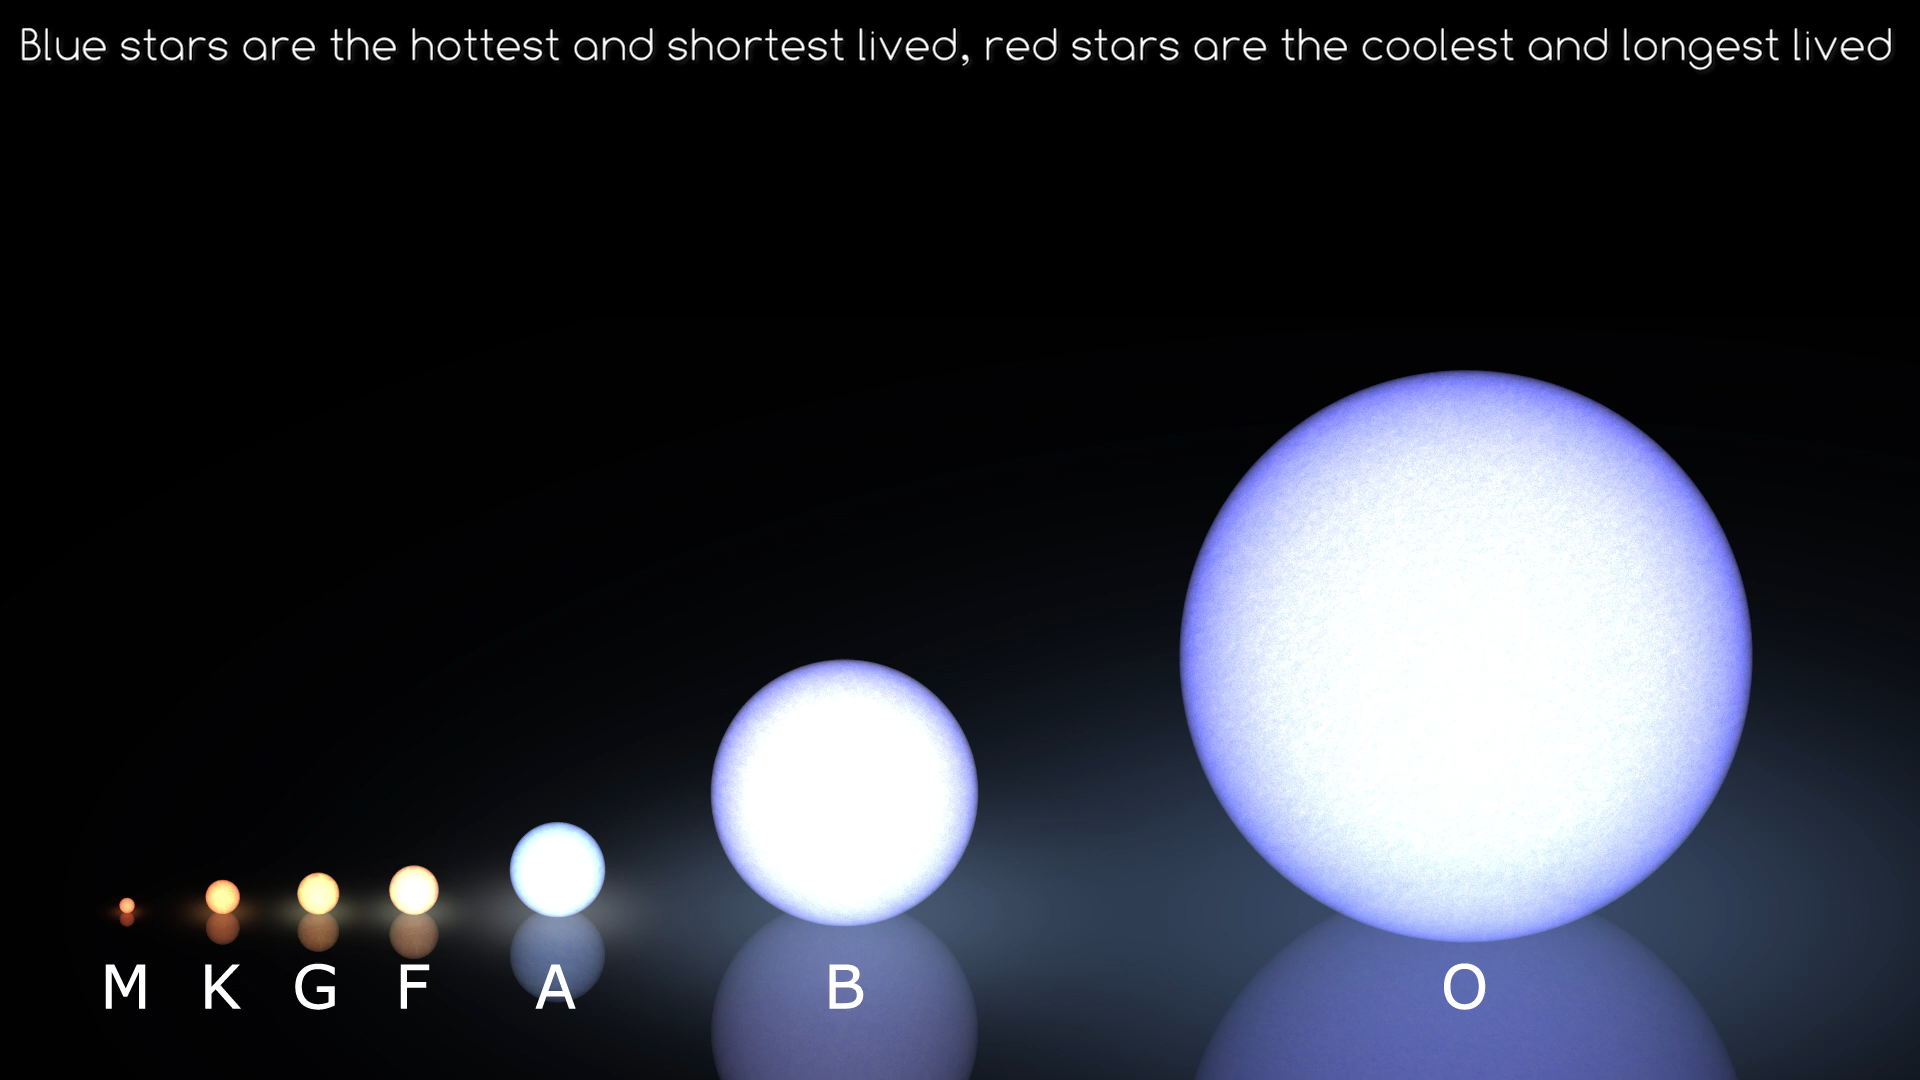 Blue stars are the hottest and shortest lived, red stars are the coolest and longest lived
M K G F A B O